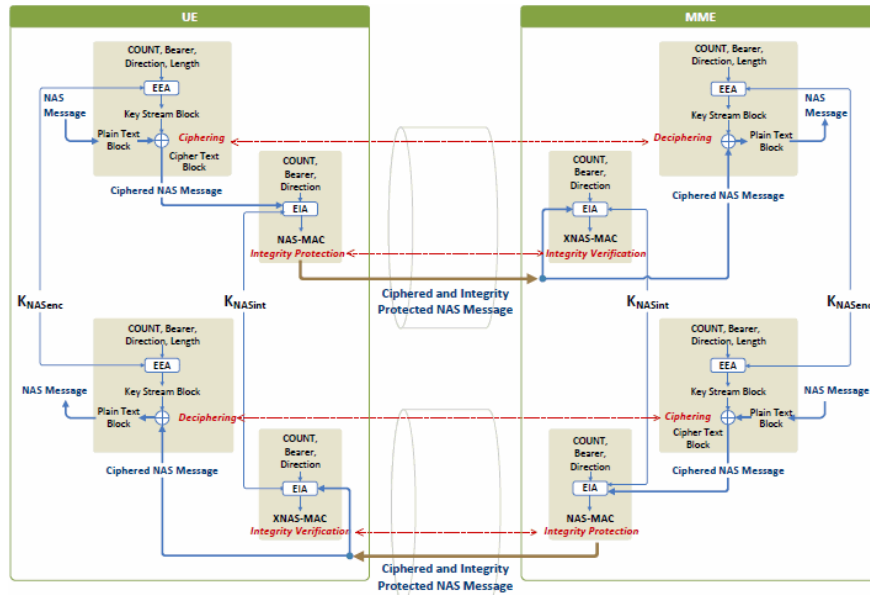 UE
MME
COUNT, Bearer,
Direction, Length
EEA
Key Stream Block
NAS
Message
Plain Text
Block
Ciphering
Cipher Text
Block
Ciphered NAS Message
COUNT,
Bearer,
Direction
EIA
NAS-MAC
Integrity Protection
COUNT, Bearer,
Direction, Length
EEA
Key Stream Block
NAS
Message
Deciphering
Plain Text
Block
Ciphered NAS Message
COUNT,
Bearer,
Direction
EIA
XNAS-MAC
Integrity Verification
Ciphered and Integrity
Protected NAS Message
KNASenc
KNASint
KNASint
KNASenc
COUNT, Bearer,
Direction, Length
EEA
Key Stream Block
NAS Message
Plain Text
Block
Deciphering
Ciphered NAS Message
COUNT,
Bearer,
Direction
EIA
XNAS-MAC
Integrity Verification
COUNT, Bearer,
Direction, Length
EEA
Key Stream Block
NAS Message
Ciphering
Plain Text
Block
Cipher Text
Block
Ciphered NAS Message
COUNT,
Bearer,
Direction
EIA
NAS-MAC
Integrity Protection
Ciphered and Integrity
Protected NAS Message